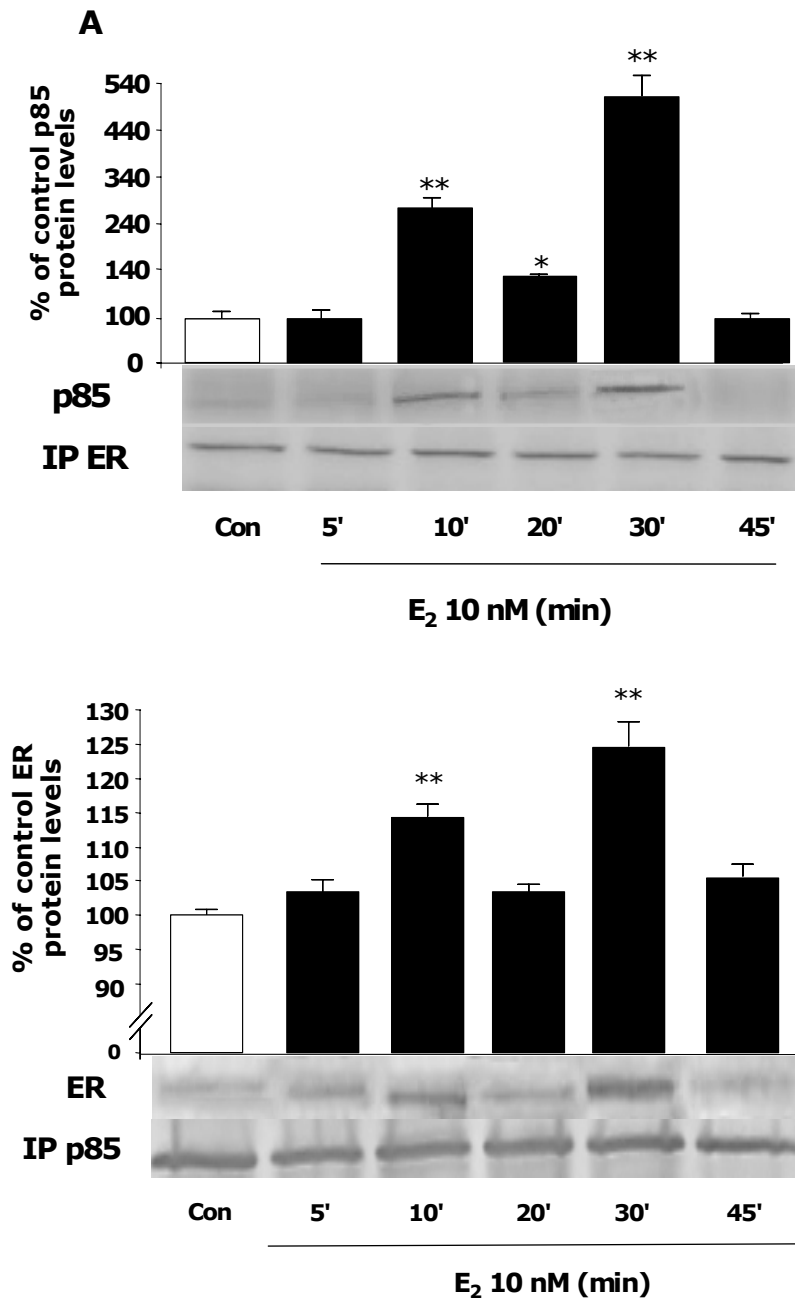 A
% of control p85
protein levels
540
440
340
240
140
100
0
**
*
**
p85
IP ER
Con 5' 10' 20' 30' 45'
E₂ 10 nM (min)
% of control ER
protein levels
130
125
120
115
110
105
100
95
90
0
**
**
ER
IP p85
Con 5' 10' 20' 30' 45'
E₂ 10 nM (min)